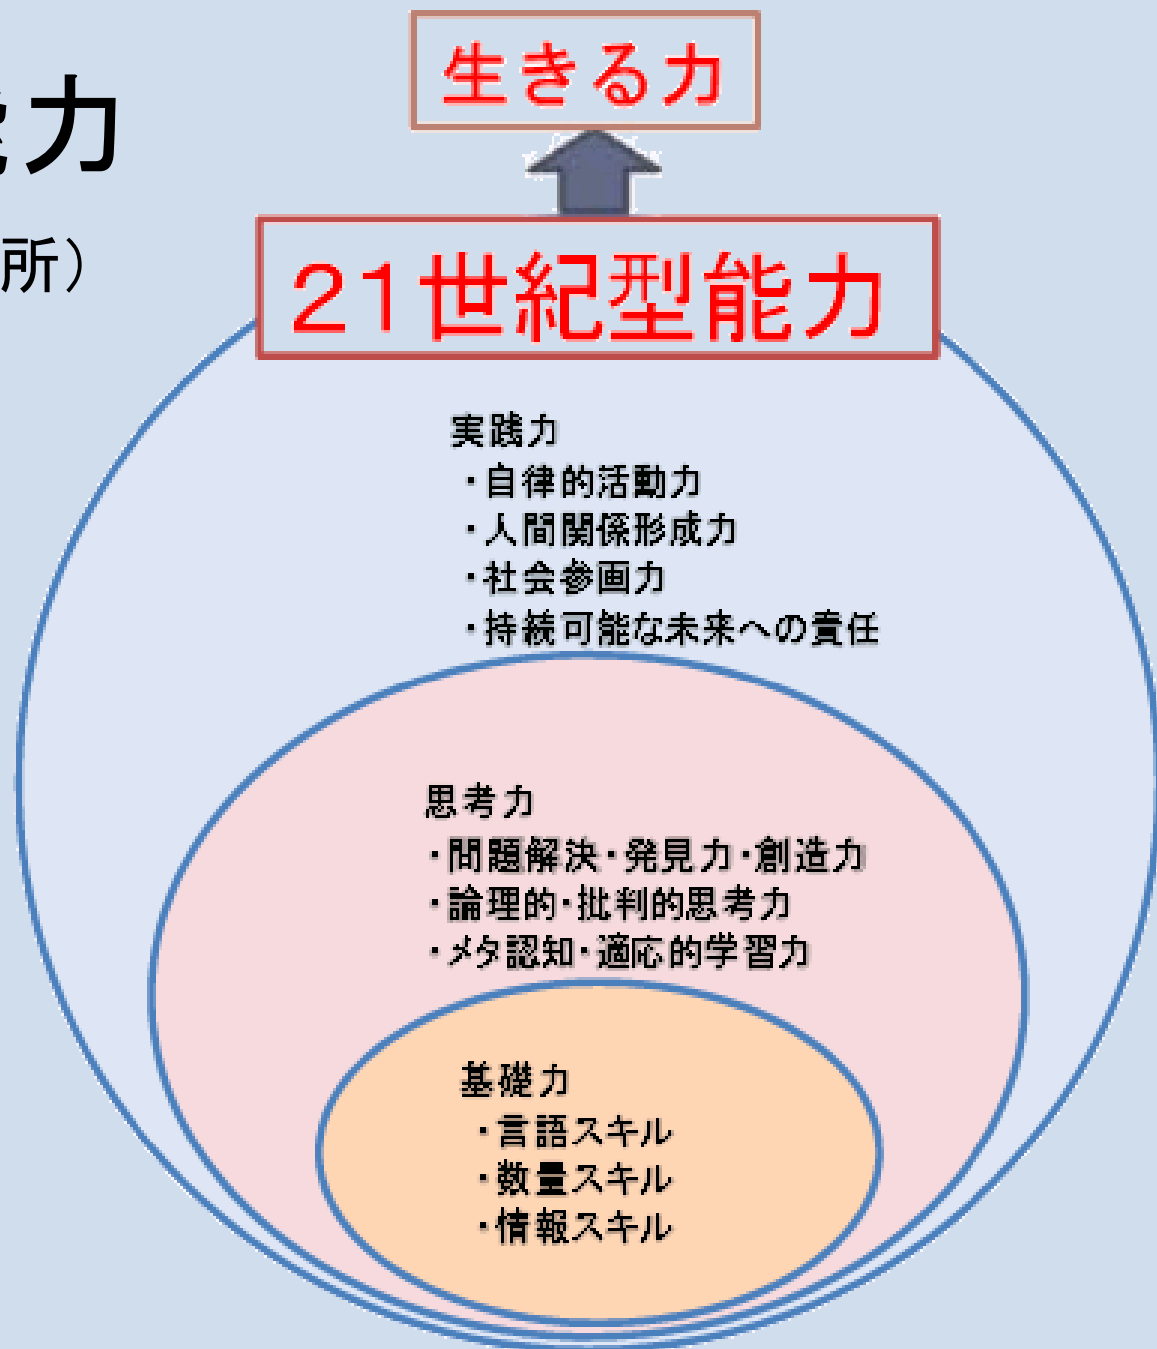 生きる力
能力
所）
２１世紀型能力
実践力
・自律的活動力
・人間関係形成力
・社会参画力
・持続可能な未来への責任
思考力
・問題解決・発見力・創造力
・論理的・批判的思考力
・メタ認知・適応的学習力
基礎力
・言語スキル
・数量スキル
・情報スキル